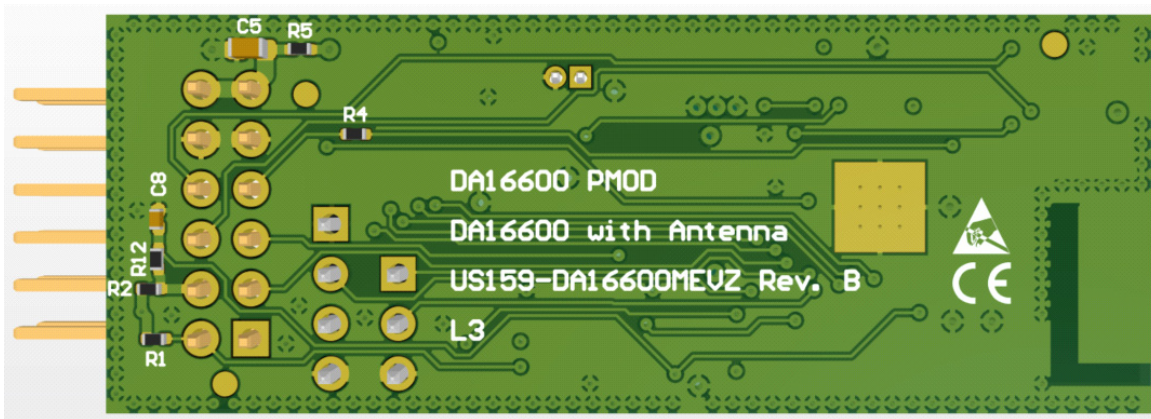 C5
R5
R4
C8
DA16600 PMOD
DA16600 with Antenna
R12
US159-DA16600MEVZ Rev. B
R2
L3
R1
CE